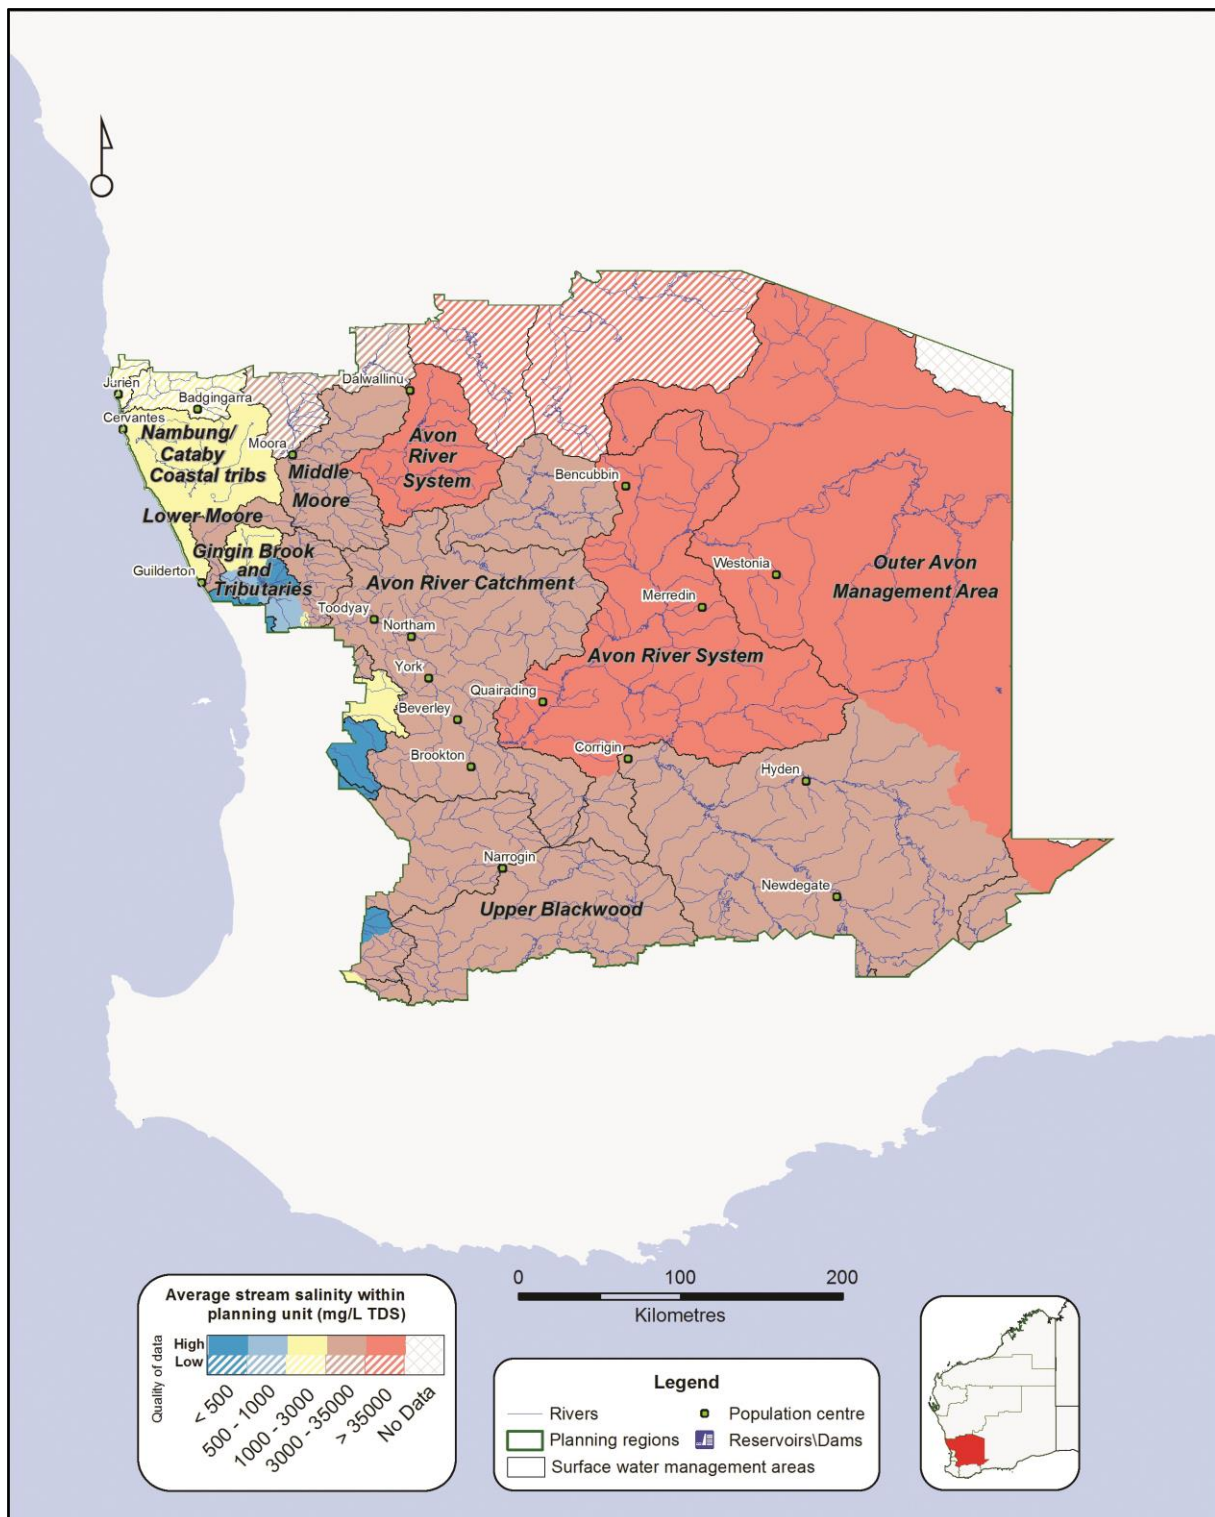 Dalwallinu
Jurien
Badgingarra
Cervantes
Nambung/
Cataby
Coastal tribs
Moora
Middle
Moore
Avon
River
System
Bencubbin
Lower Moore
Gingin Brook
and
Tributaries
Guilderton
Avon River Catchment
Westonia
Outer Avon
Management Area
Merredin
Toodyay
Northam
York
Avon River System
Quairading
Beverley
Brookton
Corrigin
Hyden
Narrogin
Newdegate
Upper Blackwood
Average stream salinity within
planning unit (mg/L TDS)
Quality of data
High
Low
< 500
500 - 1000
1000 - 3000
3000 - 35000
> 35000
No Data
0 100 200
Kilometres
Legend
Rivers
Population centre
Planning regions
Reservoirs\Dams
Surface water management areas